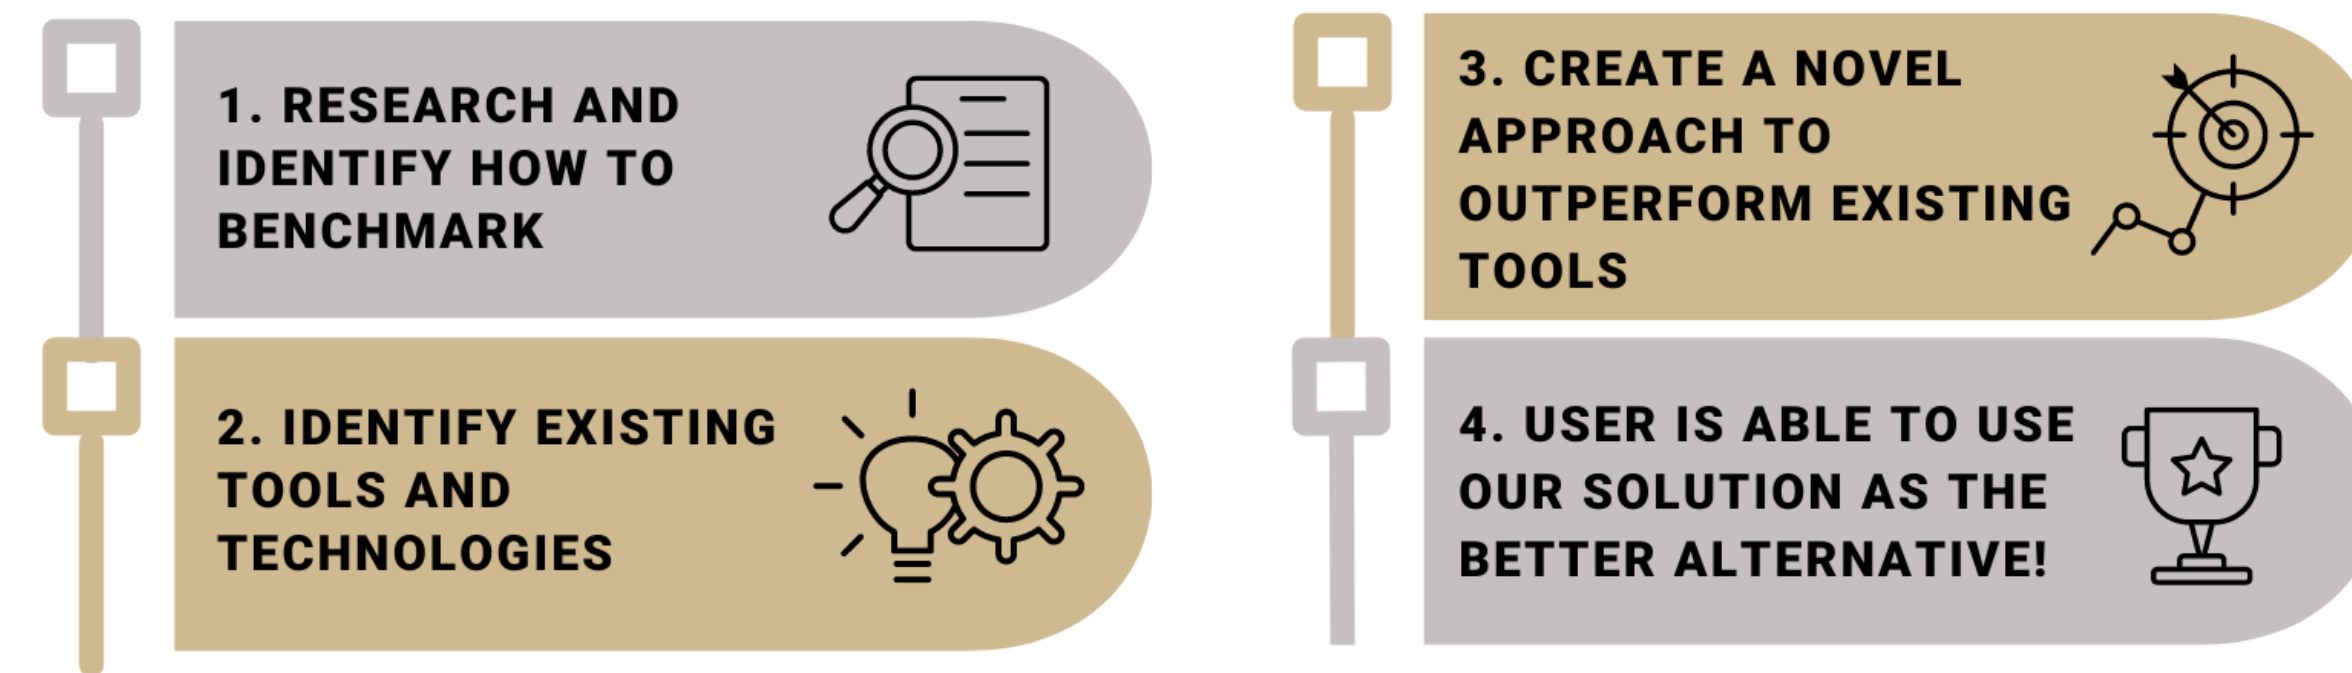 1. RESEARCH AND
IDENTIFY HOW TO
BENCHMARK
2. IDENTIFY EXISTING
TOOLS AND
TECHNOLOGIES
3. CREATE A NOVEL
APPROACH TO
OUTPERFORM EXISTING
TOOLS
4. USER IS ABLE TO USE
OUR SOLUTION AS THE
BETTER ALTERNATIVE!